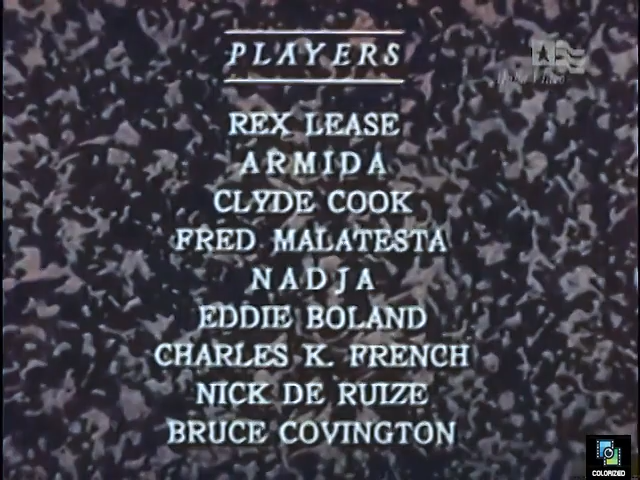 PLAYERS
REX LEASE
ARMIDA
CLYDE COOK
FRED MALATESTA
NADJA
EDDIE BOLAND
CHARLES K. FRENCH
NICK DE RUIZE
BRUCE COVINGTON
COLORIZED